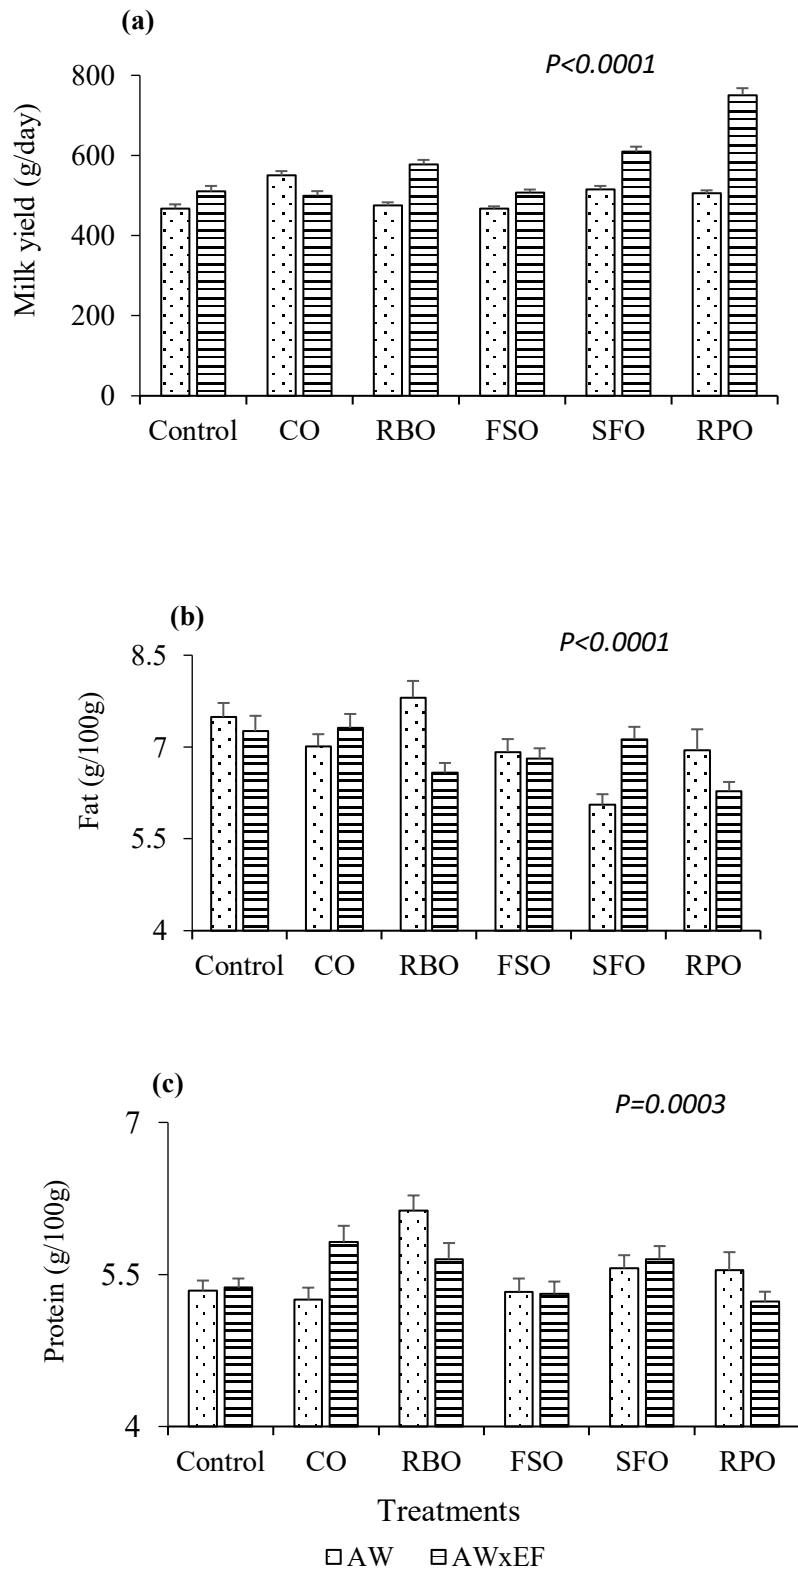 (a)
P<0.0001
Milk yield (g/day)
800
600
400
200
0
Control CO RBO FSO SFO RPO
(b)
P<0.0001
Fat (g/100g)
8.5
7
5.5
4
Control CO RBO FSO SFO RPO
(c)
P=0.0003
Protein (g/100g)
7
5.5
4
Control CO RBO FSO SFO RPO
Treatments
AW AWxEF